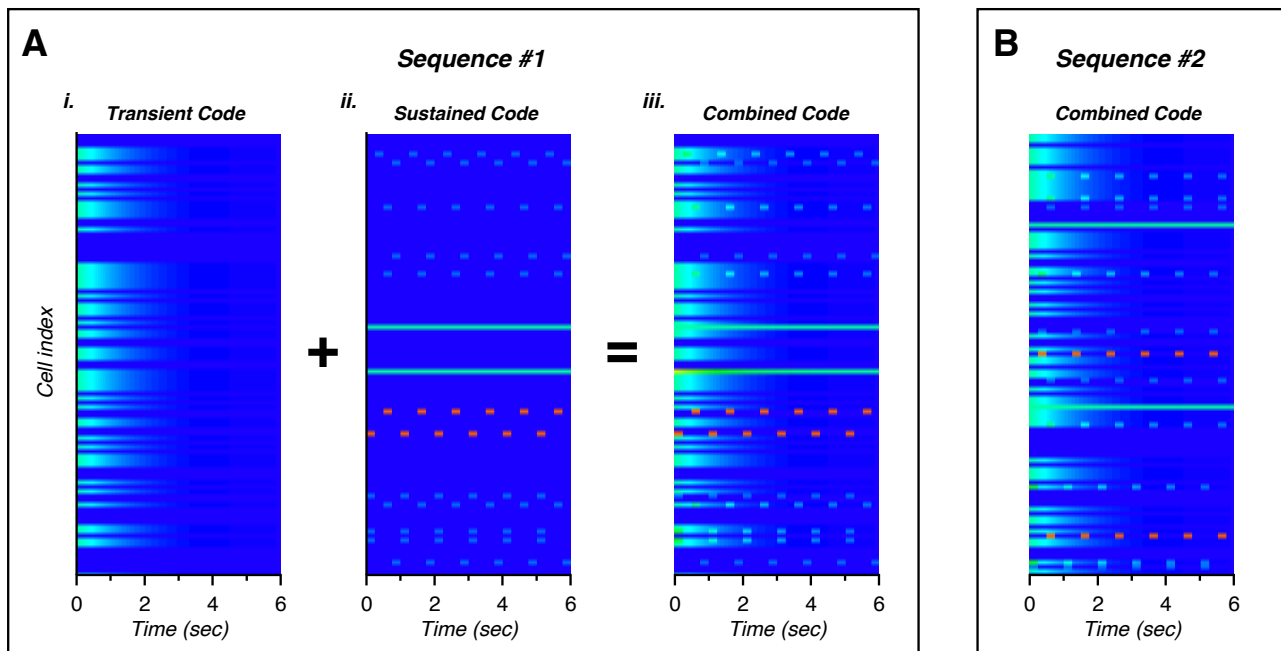 A
Sequence #1
i.
Transient Code
ii.
Sustained Code
iii.
Combined Code
Cell index
+
=
0 2 4 6
Time (sec)
0 2 4 6
Time (sec)
0 2 4 6
Time (sec)
B
Sequence #2
Combined Code
0 2 4 6
Time (sec)